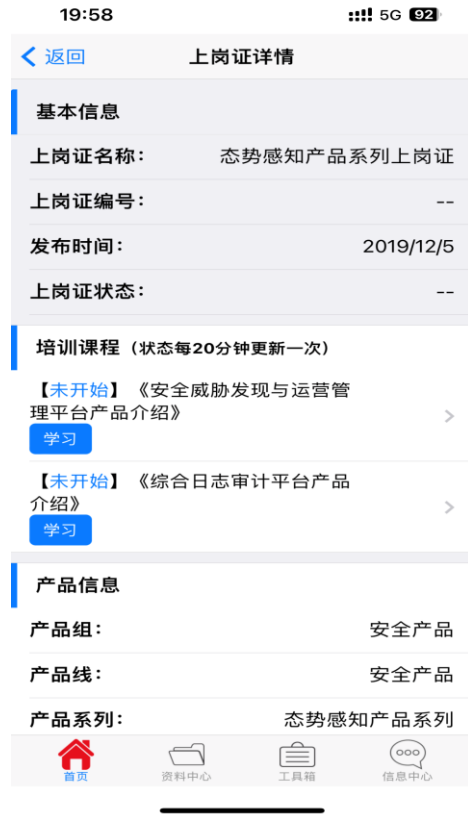 19:58 5G 92
返回 上岗证详情
基本信息
上岗证名称： 态势感知产品系列上岗证
上岗证编号： --
发布时间： 2019/12/5
上岗证状态： --
培训课程（状态每20分钟更新一次）
【未开始】《安全威胁发现与运营管
理平台产品介绍》
学习
【未开始】《综合日志审计平台产品
介绍》
学习
产品信息
产品组： 安全产品
产品线： 安全产品
产品系列： 态势感知产品系列
首页 资料中心 工具箱 信息中心